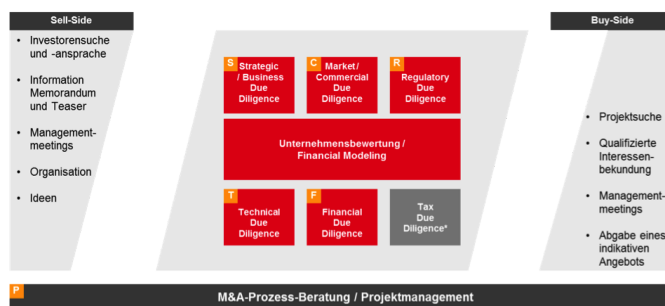 Sell-Side
• Investorensuche
und -ansprache
• Information
Memorandum
und Teaser
• Management-
meetings
• Organisation
• Ideen
S
Strategic
/ Business
Due
Diligence
C
Market/
Commercial
Due
Diligence
R
Regulatory
Due
Diligence
Unternehmensbewertung /
Financial Modeling
T
Technical
Due
Diligence
F
Financial
Due
Diligence
Tax
Due
Diligence*
Buy-Side
• Projektsuche
• Qualifizierte
Interessen-
bekundung
• Management-
meetings
• Abgabe eines
indikativen
Angebots
P
M&A-Prozess-Beratung / Projektmanagement